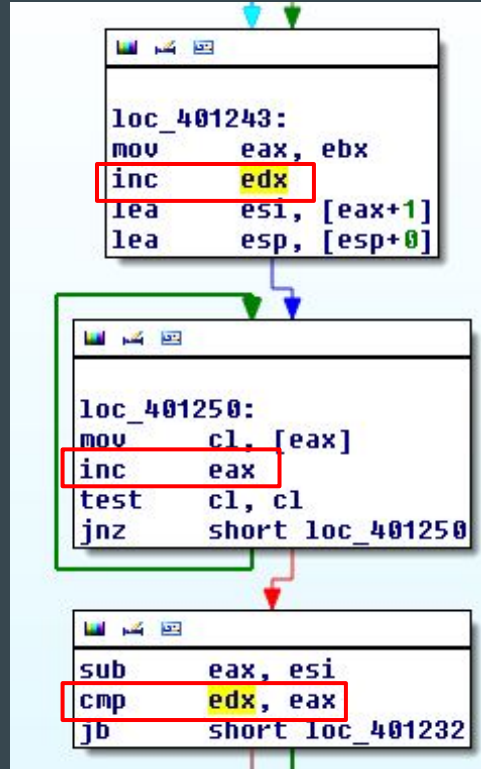 loc_401243:
mov eax, ebx
inc edx
lea esi, [eax+1]
lea esp, [esp+0]
loc_401250:
mov cl, [eax]
inc eax
test cl, cl
jnz short loc_401250
sub eax, esi
cmp edx, eax
jb short loc_401232